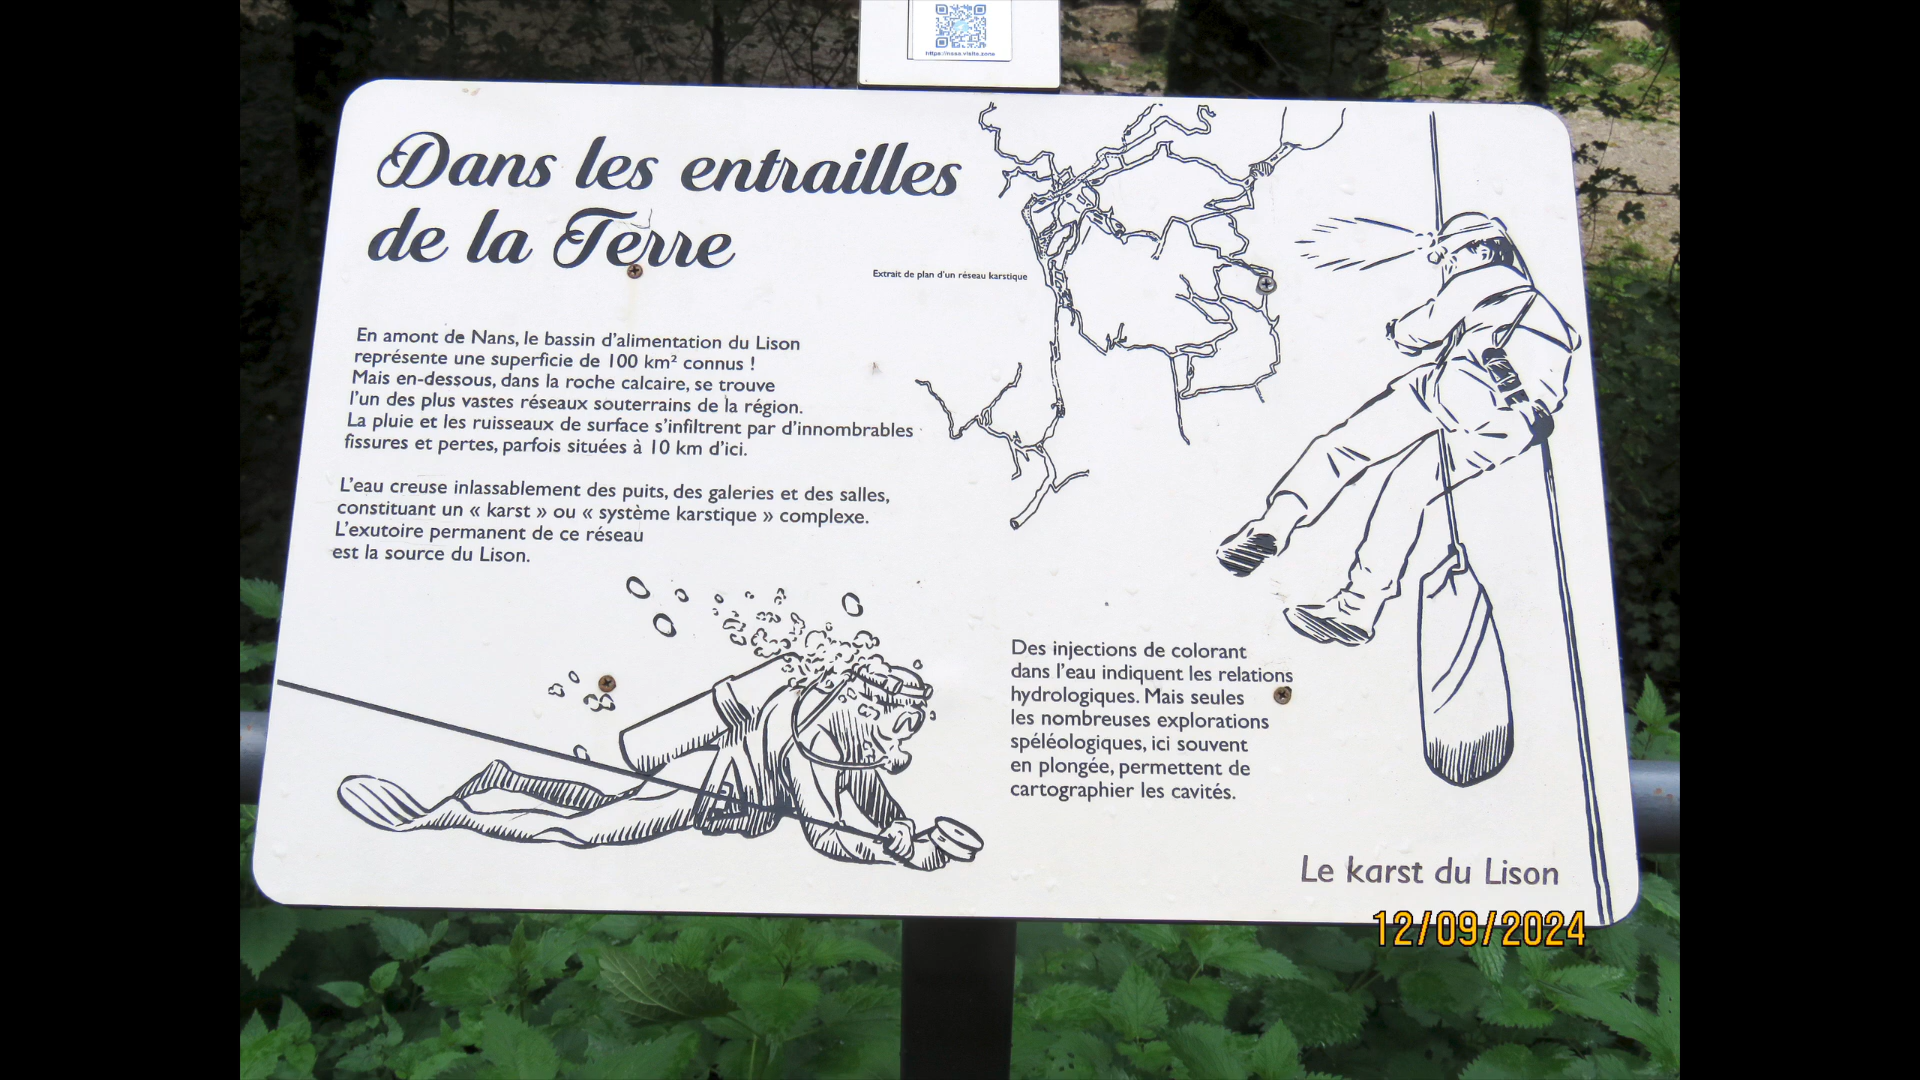 https://nssa.visite.zone
Dans les entrailles
de la Terre
Extrait de plan d'un réseau karstique
En amont de Nans, le bassin d'alimentation du Lison
représente une superficie de 100 km² connus !
Mais en-dessous, dans la roche calcaire, se trouve
l'un des plus vastes réseaux souterrains de la région.
La pluie et les ruisseaux de surface s'infiltrent par d'innombrables
fissures et pertes, parfois situées à 10 km d'ici.
L'eau creuse inlassablement des puits, des galeries et des salles,
constituant un « karst » ou « système karstique » complexe.
L'exutoire permanent de ce réseau
est la source du Lison.
Des injections de colorant
dans l'eau indiquent les relations
hydrologiques. Mais seules
les nombreuses explorations
spéléologiques, ici souvent
en plongée, permettent de
cartographier les cavités.
Le karst du Lison
12/09/2024